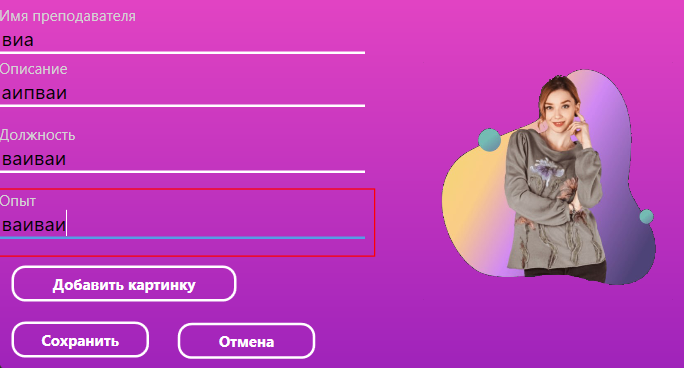 Имя преподавателя
виа
Описание
аипваи
Должность
ваиваи
Опыт
ваиваи
Добавить картинку
Сохранить
Отмена